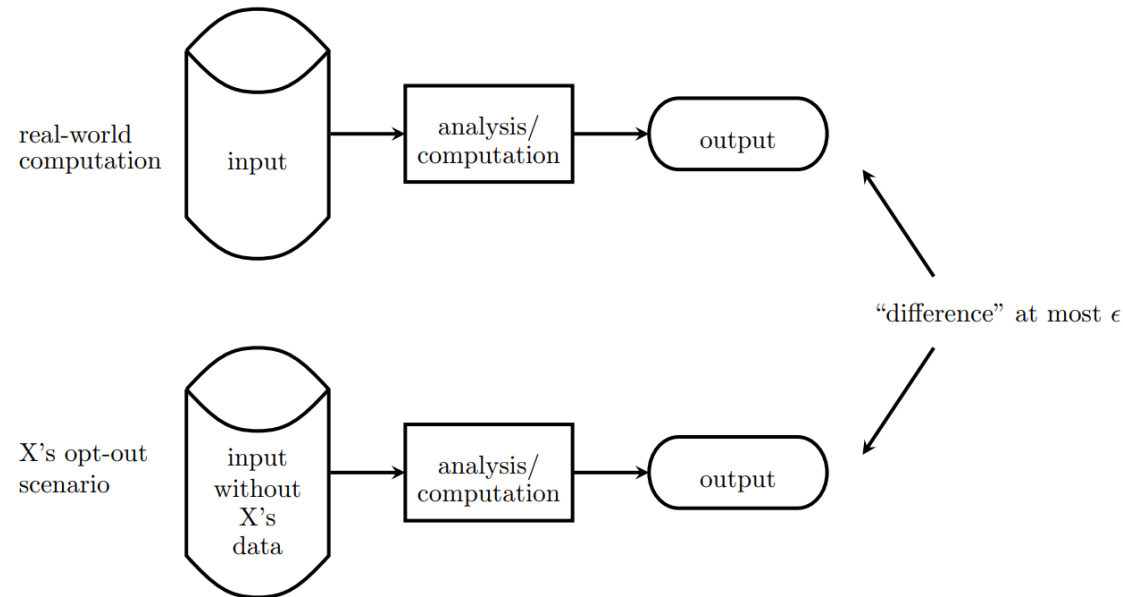 real-world
computation
input
analysis/
computation
output
“difference” at most ϵ
X’s opt-out
scenario
input
without
X’s
data
analysis/
computation
output